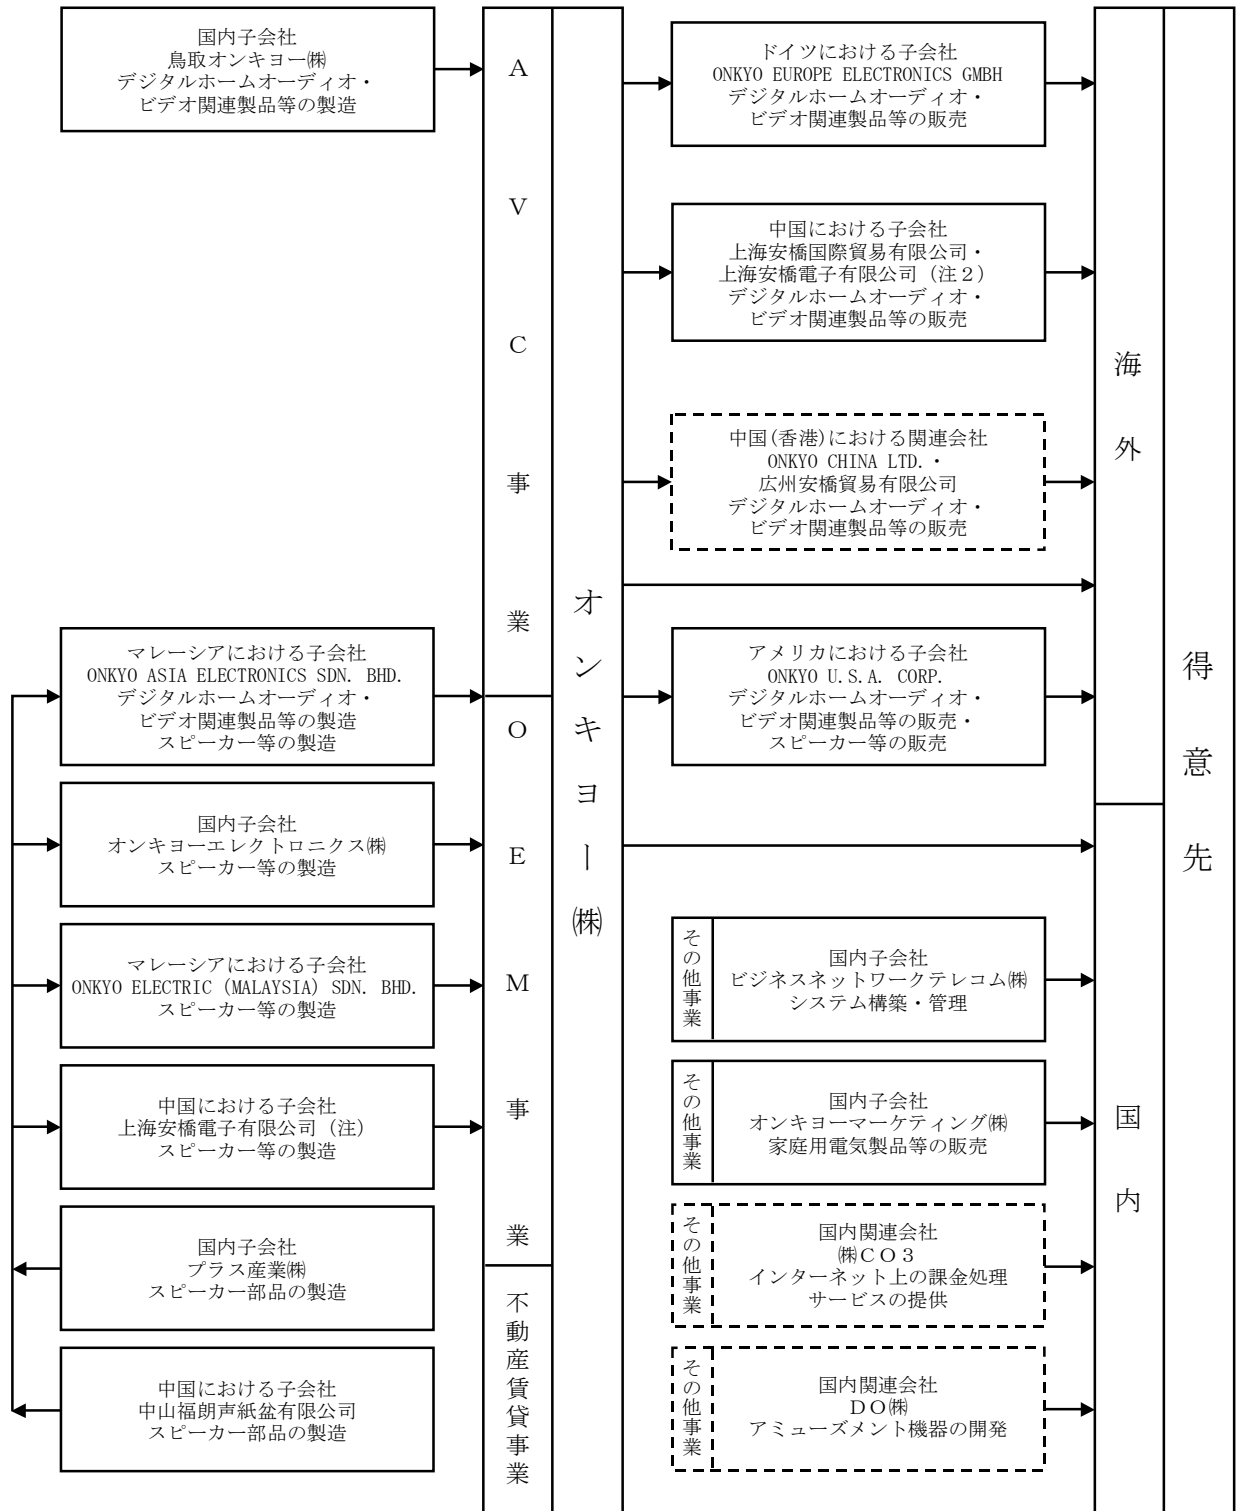 国内子会社
鳥取オンキヨー㈱
デジタルホームオーディオ・
ビデオ関連製品等の製造
マレーシアにおける子会社
ONKYO ASIA ELECTRONICS SDN. BHD.
デジタルホームオーディオ・
ビデオ関連製品等の製造
スピーカー等の製造
国内子会社
オンキヨーエレクトロニクス㈱
スピーカー等の製造
マレーシアにおける子会社
ONKYO ELECTRIC (MALAYSIA) SDN. BHD.
スピーカー等の製造
中国における子会社
上海安橋電子有限公司（注）
スピーカー等の製造
国内子会社
プラス産業㈱
スピーカー部品の製造
中国における子会社
中山福朗声紙盆有限公司
スピーカー部品の製造
ＡＶＣ事業
ＯＥＭ事業
不動産賃貸事業
オンキヨー㈱
ドイツにおける子会社
ONKYO EUROPE ELECTRONICS GMBH
デジタルホームオーディオ・
ビデオ関連製品等の販売
中国における子会社
上海安橋国際貿易有限公司・
上海安橋電子有限公司（注２）
デジタルホームオーディオ・
ビデオ関連製品等の販売
中国(香港)における関連会社
ONKYO CHINA LTD.・
広州安橋貿易有限公司
デジタルホームオーディオ・
ビデオ関連製品等の販売
アメリカにおける子会社
ONKYO U.S.A. CORP.
デジタルホームオーディオ・
ビデオ関連製品等の販売・
スピーカー等の販売
その他事業
国内子会社
ビジネスネットワークテレコム㈱
システム構築・管理
その他事業
国内子会社
オンキヨーマーケティング㈱
家庭用電気製品等の販売
その他事業
国内関連会社
㈱ＣＯ３
インターネット上の課金処理
サービスの提供
その他事業
国内関連会社
ＤＯ㈱
アミューズメント機器の開発
海外
国内
得意先